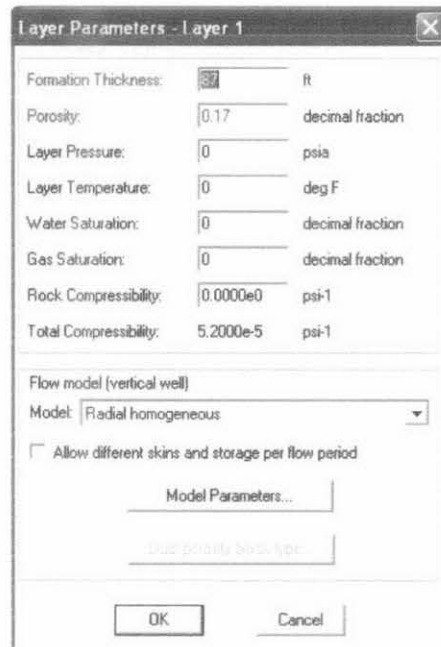 Layer Parameters - Layer 1
Formation Thickness: 87 ft
Porosity: 0.17 decimal fraction
Layer Pressure: 0 psia
Layer Temperature: 0 deg F
Water Saturation: 0 decimal fraction
Gas Saturation: 0 decimal fraction
Rock Compressibility: 0.0000e0 psi-1
Total Compressibility: 5.2000e-5 psi-1
Flow model (vertical well)
Model: Radial homogeneous
Allow different skins and storage per flow period
Model Parameters...
OK Cancel